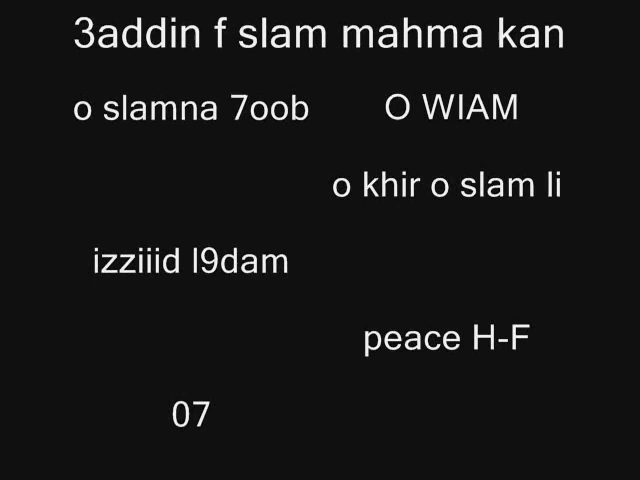 3addin f slam mahma kan
o slamna 7oob O WIAM
o khir o slam li
izziiid l9dam
peace H-F
07